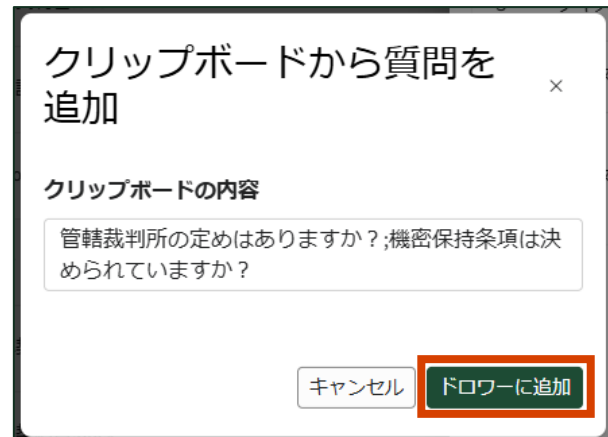 クリップボードから質問を
追加
×
クリップボードの内容
管轄裁判所の定めはありますか？;機密保持条項は決
められていますか？
キャンセル
ドロワーに追加